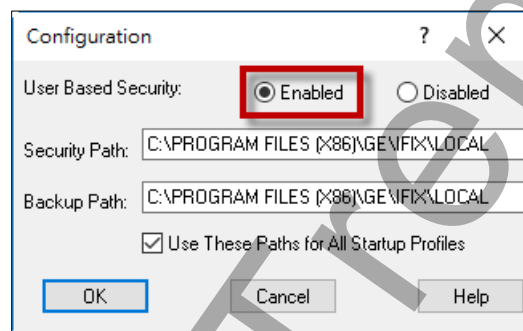 Configuration ? ×
User Based Security: Enabled Disabled
Security Path: C:\PROGRAM FILES (X86)\GE\IFIX\LOCAL
Backup Path: C:\PROGRAM FILES (X86)\GE\IFIX\LOCAL
Use These Paths for All Startup Profiles
OK Cancel Help